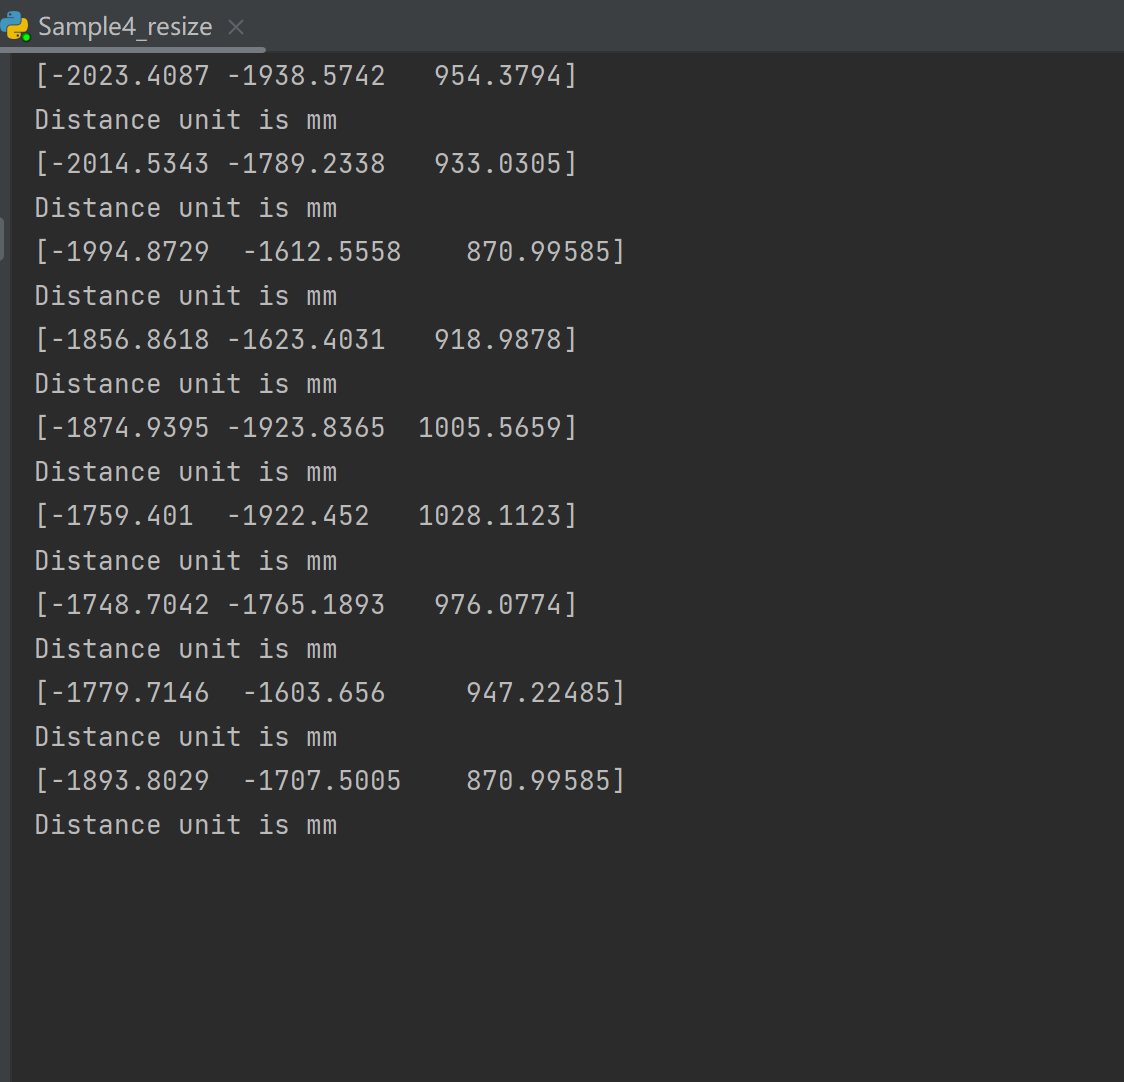 Sample4_resize
[-2023.4087 -1938.5742   954.3794]
Distance unit is mm
[-2014.5343 -1789.2338   933.0305]
Distance unit is mm
[-1994.8729  -1612.5558    870.99585]
Distance unit is mm
[-1856.8618 -1623.4031   918.9878]
Distance unit is mm
[-1874.9395 -1923.8365  1005.5659]
Distance unit is mm
[-1759.401  -1922.452   1028.1123]
Distance unit is mm
[-1748.7042 -1765.1893   976.0774]
Distance unit is mm
[-1779.7146  -1603.656     947.22485]
Distance unit is mm
[-1893.8029  -1707.5005    870.99585]
Distance unit is mm